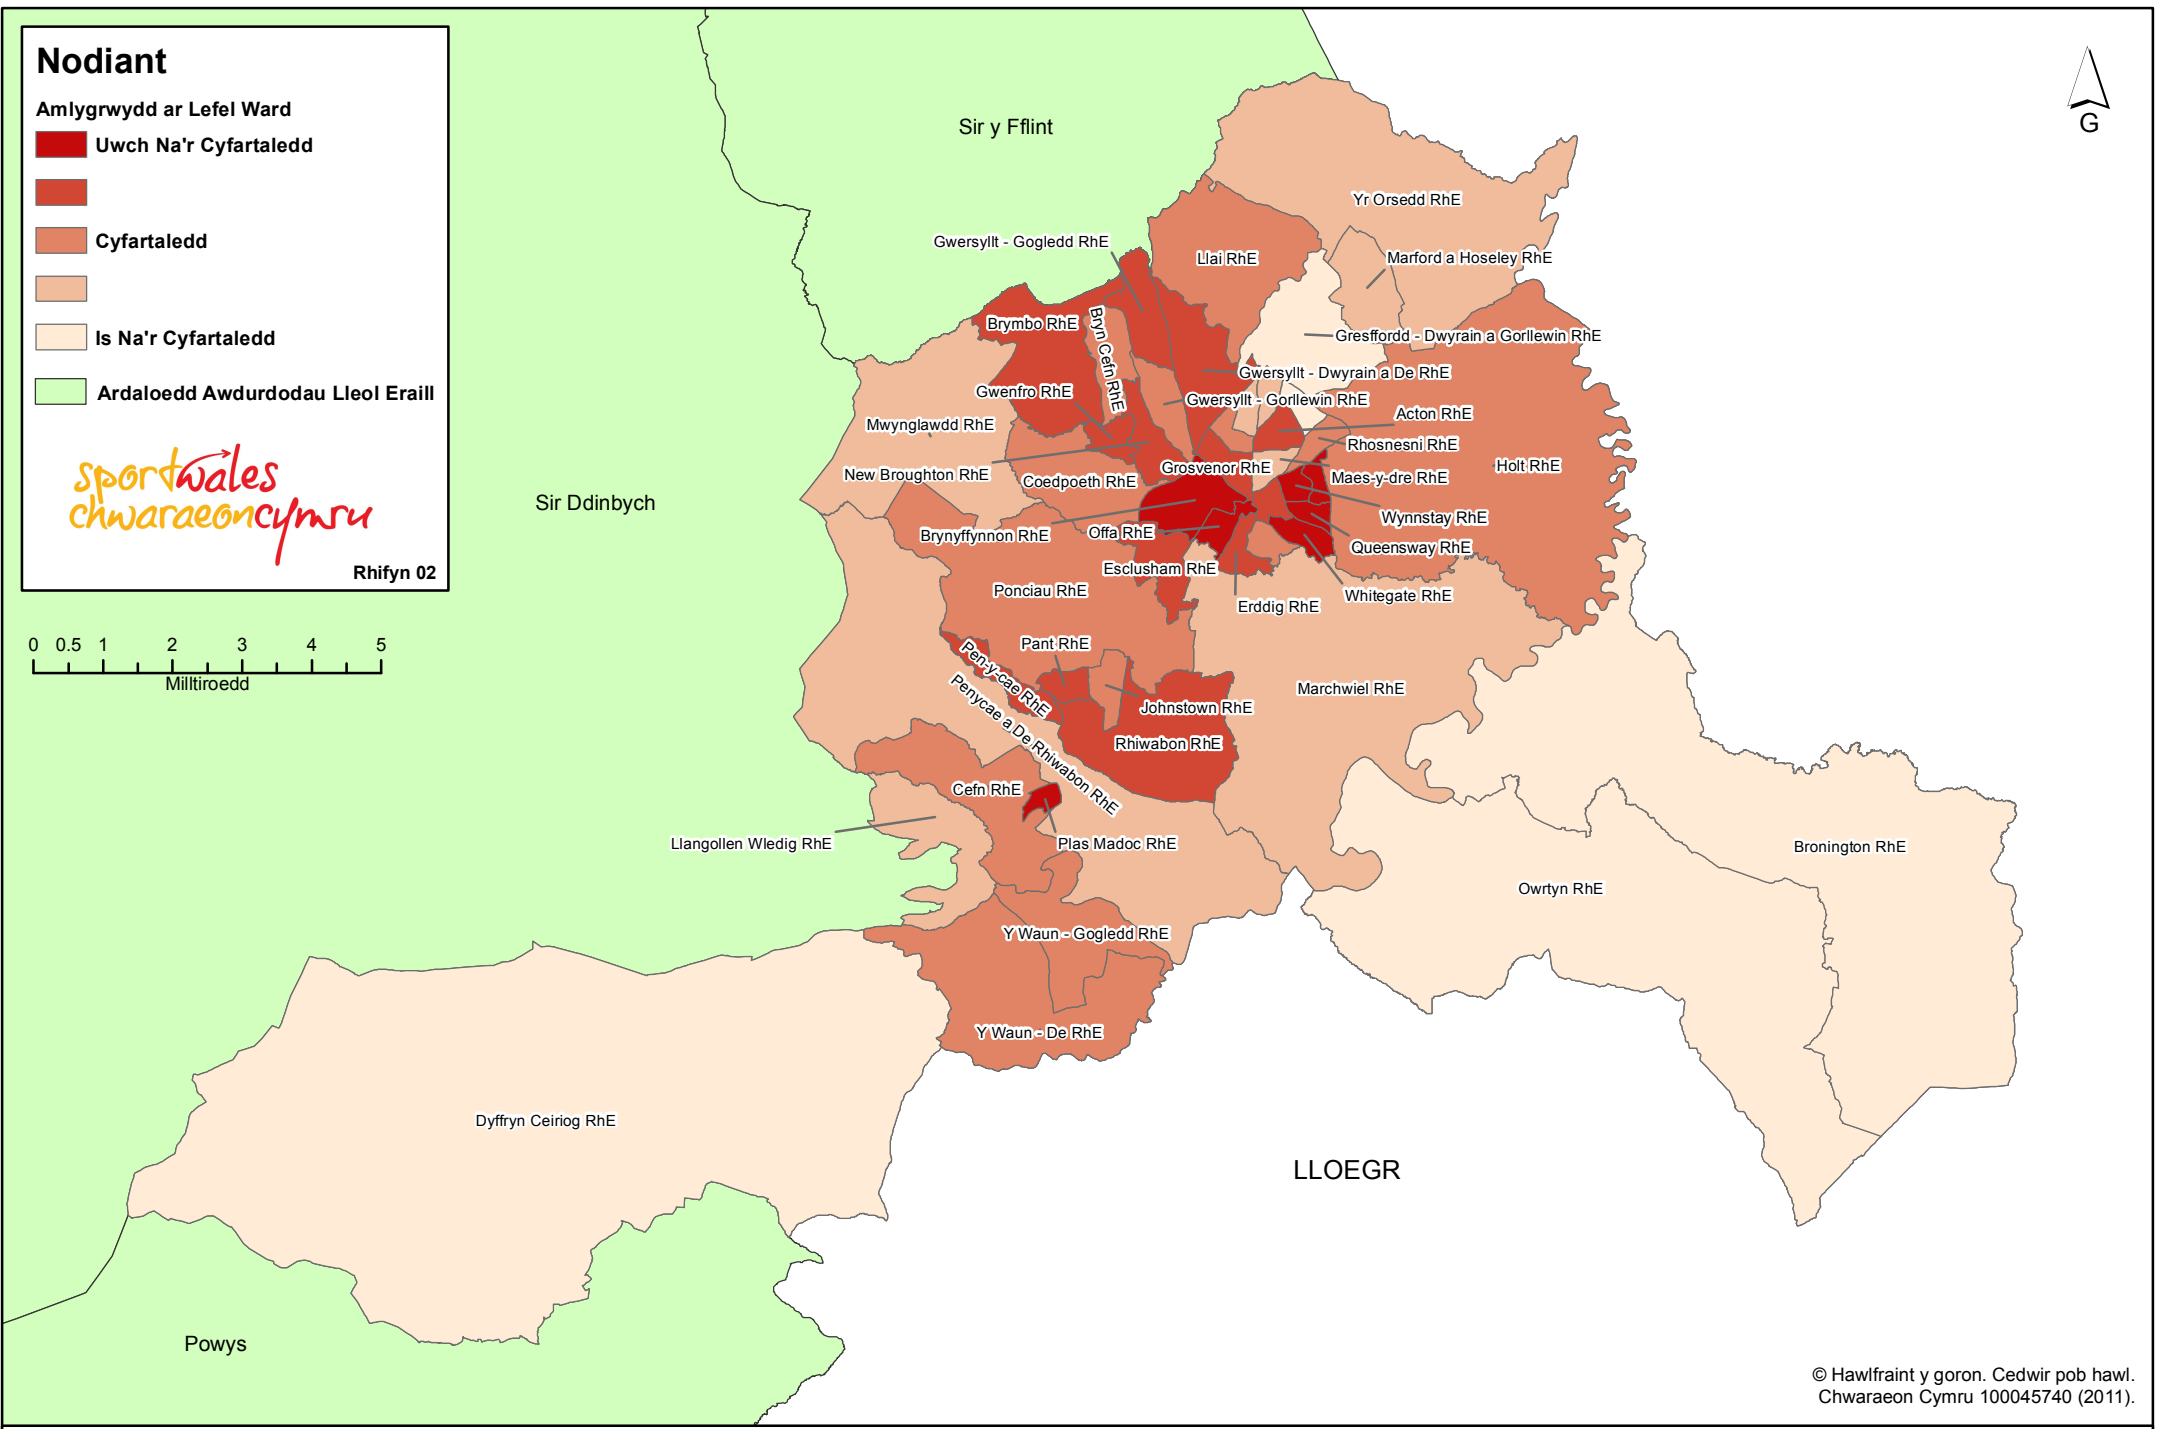 Nodiant
Amlygrwydd ar Lefel Ward
Uwch Na'r Cyfartaledd
Cyfartaledd
Is Na'r Cyfartaledd
Ardaloedd Awdurdodau Lleol Eraill
sportwales
chwaraeoncymru
Rhifyn 02
0 0.5 1 2 3 4 5
Milltiroedd
G
Sir y Fflint
Sir Ddinbych
Powys
LLOEGR
Yr Orsedd RhE
Gwersyllt - Gogledd RhE
Llai RhE
Marford a Hoseley RhE
Brymbo RhE
Bryn Cefn RhE
Gresffordd - Dwyrain a Gorllewin RhE
Gwersyllt - Dwyrain a De RhE
Gwenfro RhE
Gwersyllt - Gorllewin RhE
Acton RhE
Mwynglawdd RhE
Rhosnesni RhE
Grosvenor RhE
Holt RhE
New Broughton RhE
Coedpoeth RhE
Maes-y-dre RhE
Wynnstay RhE
Brynyffynnon RhE
Offa RhE
Queensway RhE
Esclusham RhE
Ponciau RhE
Whitegate RhE
Erddig RhE
Pant RhE
Pen-y-cae RhE
Penycae a De Rhiwabon RhE
Marchwiel RhE
Johnstown RhE
Rhiwabon RhE
Cefn RhE
Llangollen Wledig RhE
Plas Madoc RhE
Bronington RhE
Owrtyn RhE
Y Waun - Gogledd RhE
Y Waun - De RhE
Dyffryn Ceiriog RhE
© Hawlfraint y goron. Cedwir pob hawl.
Chwaraeon Cymru 100045740 (2011).